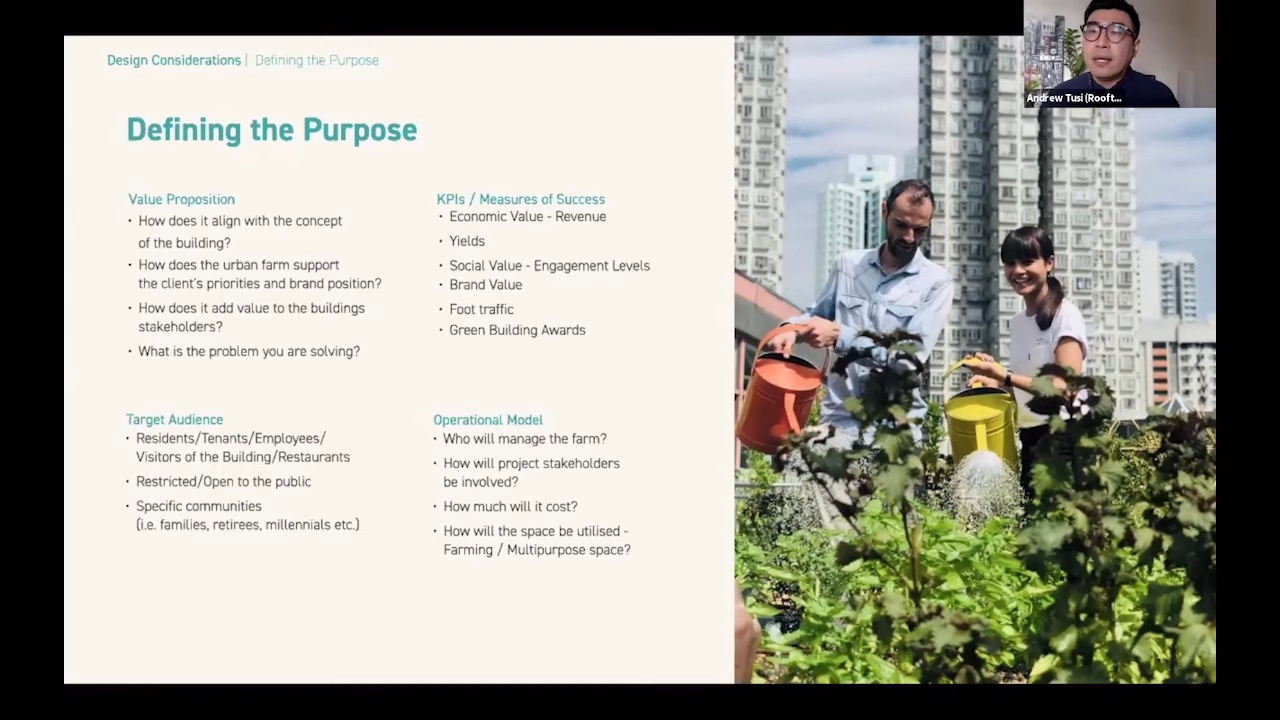 Design Considerations | Defining the Purpose
Andrew Tusi (Rooft...
Defining the Purpose
Value Proposition
• How does it align with the concept
of the building?
• How does the urban farm support
the client's priorities and brand position?
• How does it add value to the buildings
stakeholders?
• What is the problem you are solving?
KPIs / Measures of Success
• Economic Value - Revenue
• Yields
• Social Value - Engagement Levels
• Brand Value
• Foot traffic
• Green Building Awards
Target Audience
• Residents/Tenants/Employees/
Visitors of the Building/Restaurants
• Restricted/Open to the public
• Specific communities
(i.e. families, retirees, millennials etc.)
Operational Model
• Who will manage the farm?
• How will project stakeholders
be involved?
• How much will it cost?
• How will the space be utilised -
Farming / Multipurpose space?